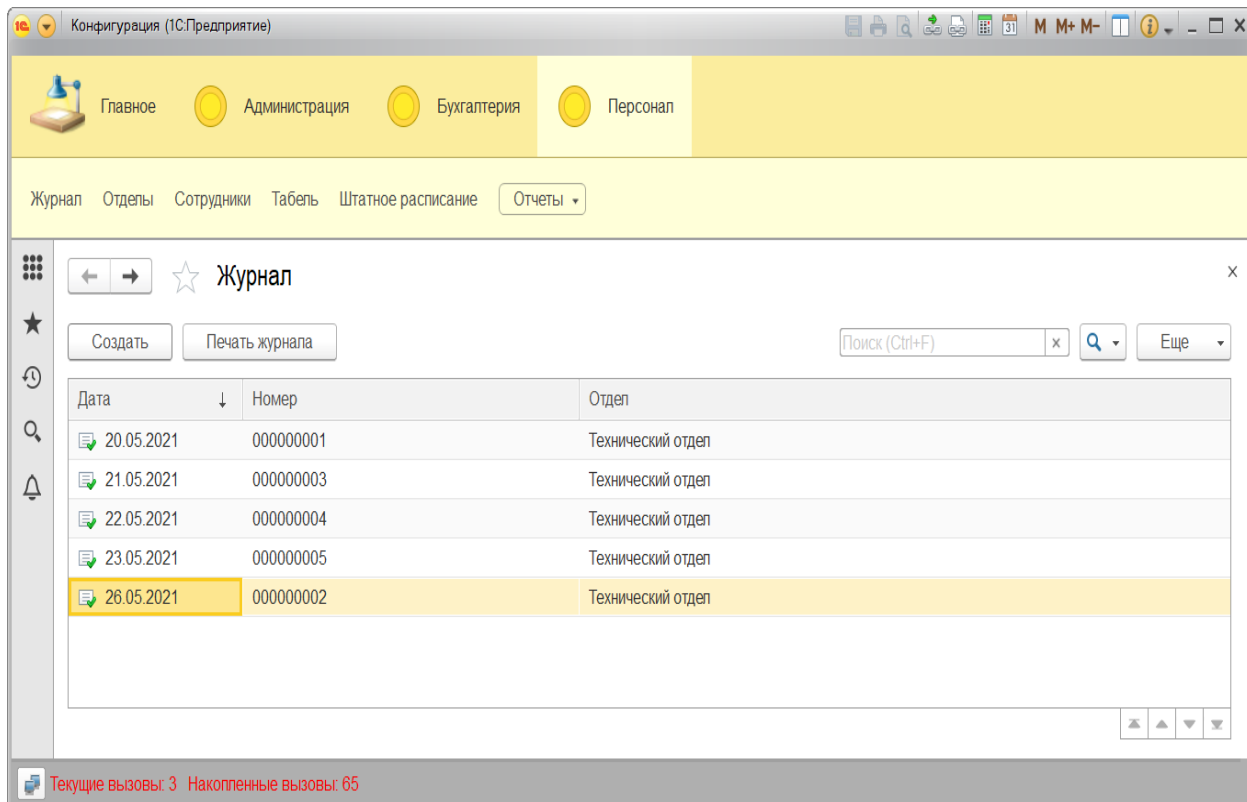 1С Конфигурация (1С:Предприятие) 31 M M+ M-
Главное Администрация Бухгалтерия Персонал
Журнал Отделы Сотрудники Табель Штатное расписание Отчеты
Журнал
Создать Печать журнала Поиск (Ctrl+F) x Еще
Дата ↓ Номер Отдел
20.05.2021 000000001 Технический отдел
21.05.2021 000000003 Технический отдел
22.05.2021 000000004 Технический отдел
23.05.2021 000000005 Технический отдел
26.05.2021 000000002 Технический отдел
Текущие вызовы: 3 Накопленные вызовы: 65